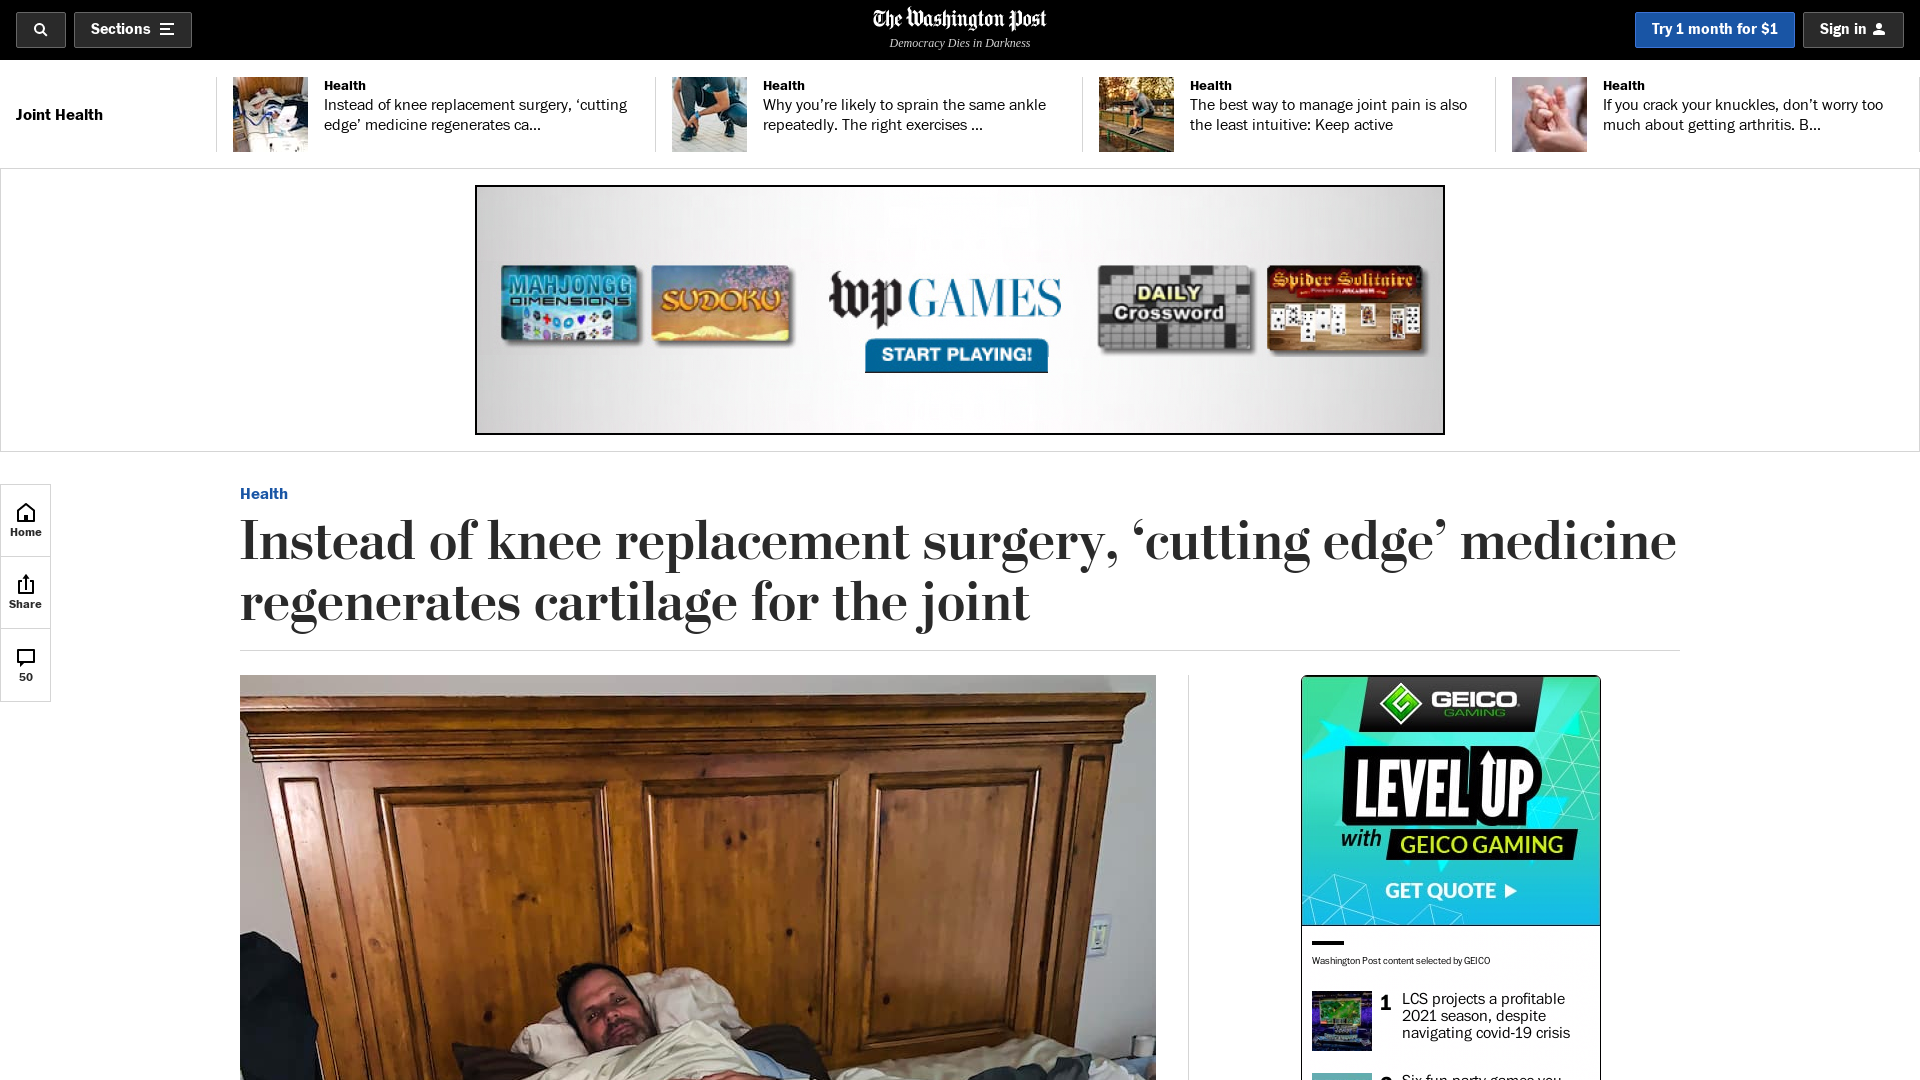 Sections
The Washington Post
Democracy Dies in Darkness
Try 1 month for $1
Sign in
Joint Health
Health
Instead of knee replacement surgery, ‘cutting
edge’ medicine regenerates ca...
Health
Why you’re likely to sprain the same ankle
repeatedly. The right exercises ...
Health
The best way to manage joint pain is also
the least intuitive: Keep active
Health
If you crack your knuckles, don’t worry too
much about getting arthritis. B...
MAHJONGG
DIMENSIONS
SUDOKU
wp GAMES
START PLAYING!
DAILY
Crossword
Spider Solitaire
Home
Share
50
Health
Instead of knee replacement surgery, ‘cutting edge’ medicine
regenerates cartilage for the joint
GEICO
GAMING
LEVEL UP
with GEICO GAMING
GET QUOTE
Washington Post content selected by GEICO
1
LCS projects a profitable
2021 season, despite
navigating covid-19 crisis
Six fun party games you